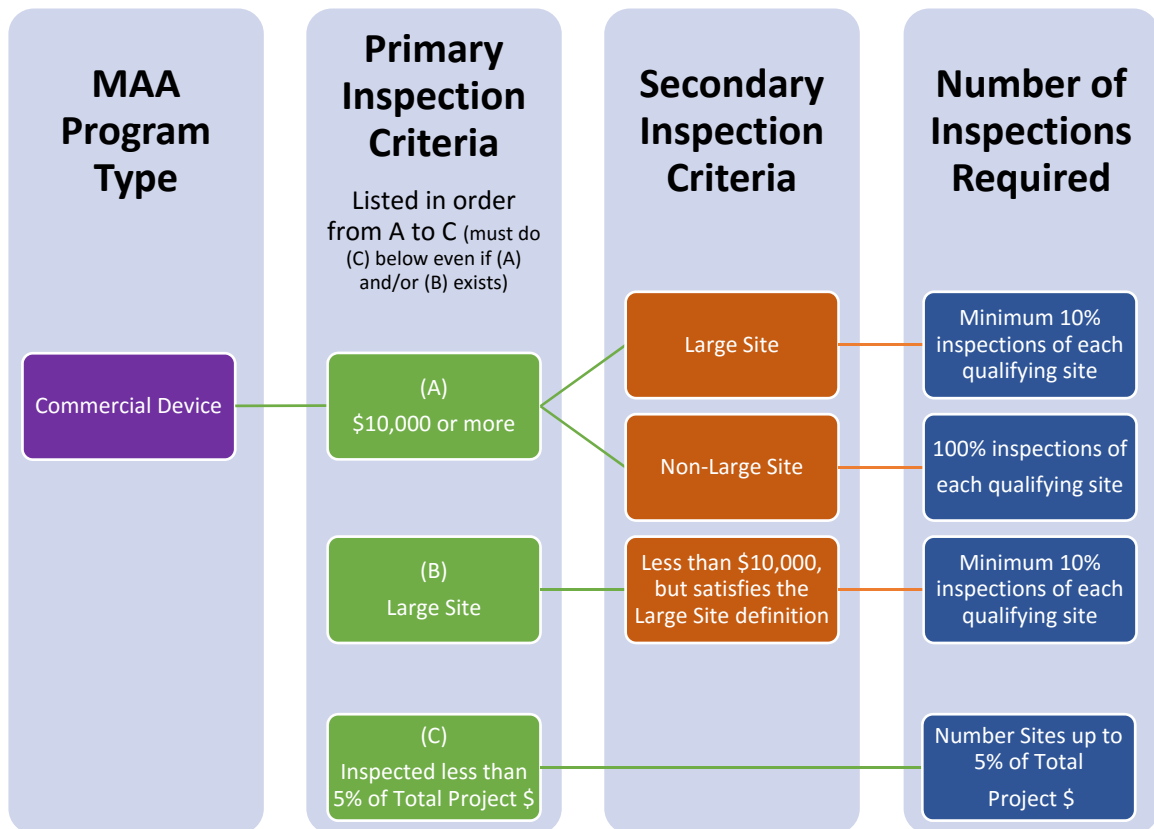 MAA
Program
Type
Primary
Inspection
Criteria
Listed in order
from A to C (must do
(C) below even if (A)
and/or (B) exists)
Secondary
Inspection
Criteria
Number of
Inspections
Required
Commercial Device
(A)
$10,000 or more
Large Site
Minimum 10%
inspections of each
qualifying site
Non-Large Site
100% inspections of
each qualifying site
(B)
Large Site
Less than $10,000,
but satisfies the
Large Site definition
Minimum 10%
inspections of each
qualifying site
(C)
Inspected less than
5% of Total Project $
Number Sites up to
5% of Total
Project $